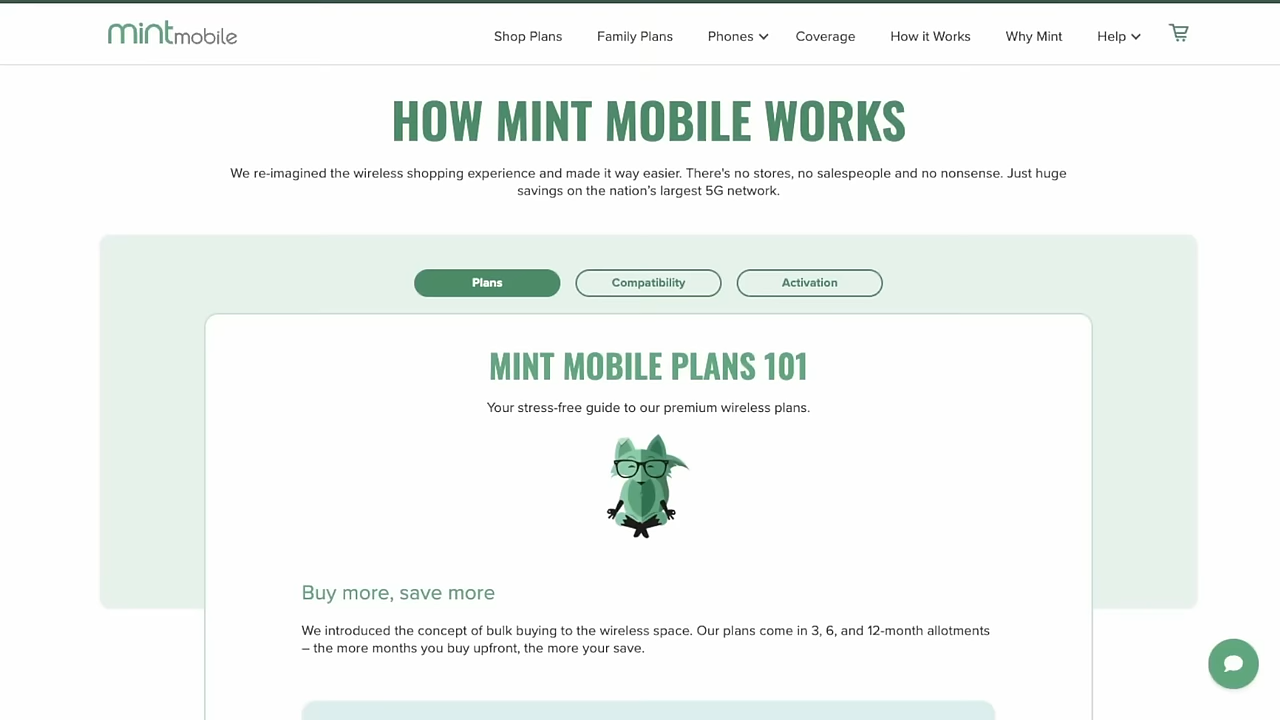 mintmobile
Shop Plans
Family Plans
Phones
Coverage
How it Works
Why Mint
Help
HOW MINT MOBILE WORKS
We re-imagined the wireless shopping experience and made it way easier. There's no stores, no salespeople and no nonsense. Just huge
savings on the nation's largest 5G network.
Plans
Compatibility
Activation
MINT MOBILE PLANS 101
Your stress-free guide to our premium wireless plans.
Buy more, save more
We introduced the concept of bulk buying to the wireless space. Our plans come in 3, 6, and 12-month allotments
– the more months you buy upfront, the more your save.